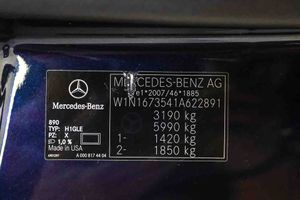 MERCEDES-BENZ AG
e1*2007/46*1885
W1N1673541A622891
3190 kg
5990 kg
1- 1420 kg
2- 1850 kg
Mercedes-Benz
890
TYP: H1GLE
PZ: X
1,0 %
Made in USA
A 000 817 44 04